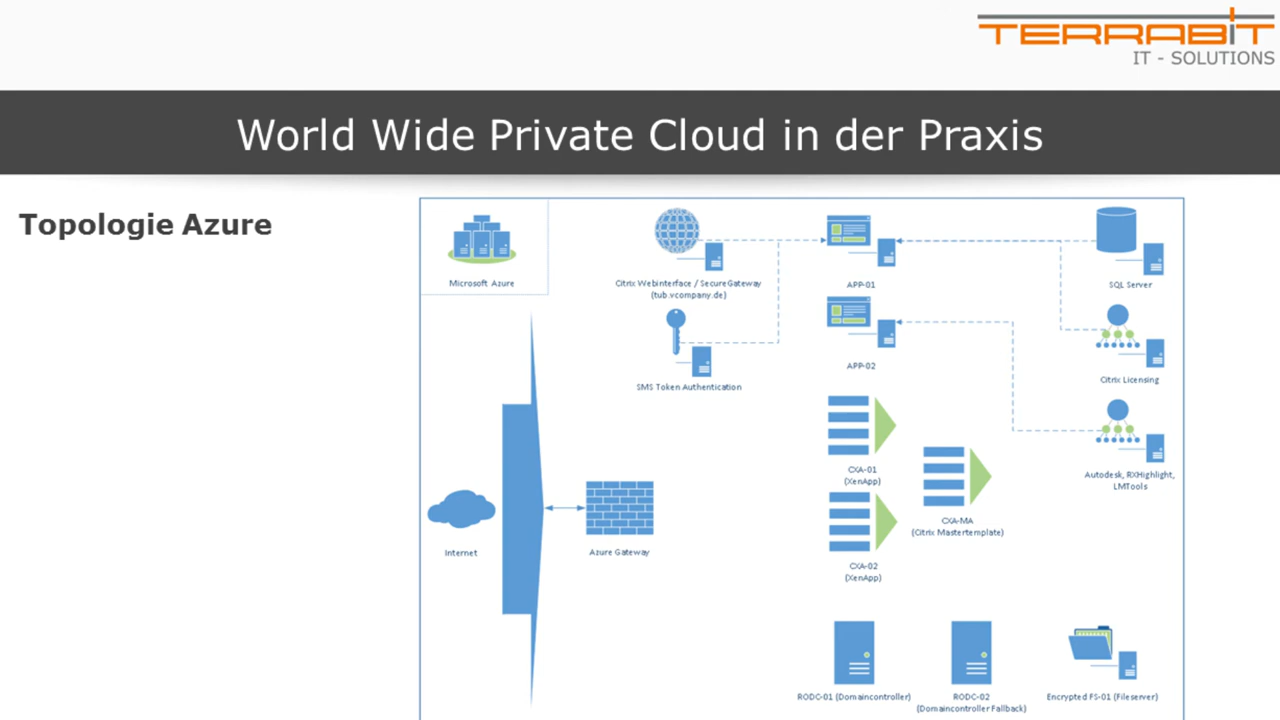 TERRABIT
IT - SOLUTIONS
World Wide Private Cloud in der Praxis
Topologie Azure
Microsoft Azure
Citrix Webinterface / SecureGateway
(tub.vcompany.de)
APP-01
SQL Server
SMS Token Authentication
APP-02
Citrix Licensing
CXA-01
(XenApp)
Autodesk, RXHighlight,
LMTools
CXA-MA
(Citrix Mastertemplate)
Internet
Azure Gateway
CXA-02
(XenApp)
RODC-01 (Domaincontroller)
RODC-02
(Domaincontroller Fallback)
Encrypted FS-01 (Fileserver)